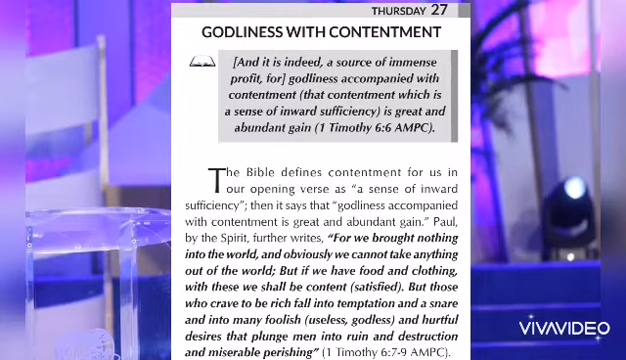 THURSDAY 27
GODLINESS WITH CONTENTMENT
[And it is indeed, a source of immense
profit, for] godliness accompanied with
contentment (that contentment which is
a sense of inward sufficiency) is great and
abundant gain (1 Timothy 6:6 AMPC).
The Bible defines contentment for us in
our opening verse as “a sense of inward
sufficiency”; then it says that “godliness accompanied
with contentment is great and abundant gain.” Paul,
by the Spirit, further writes, “For we brought nothing
into the world, and obviously we cannot take anything
out of the world; But if we have food and clothing,
with these we shall be content (satisfied). But those
who crave to be rich fall into temptation and a snare
and into many foolish (useless, godless) and hurtful
desires that plunge men into ruin and destruction
and miserable perishing” (1 Timothy 6:7-9 AMPC).
VIVAVIDEO